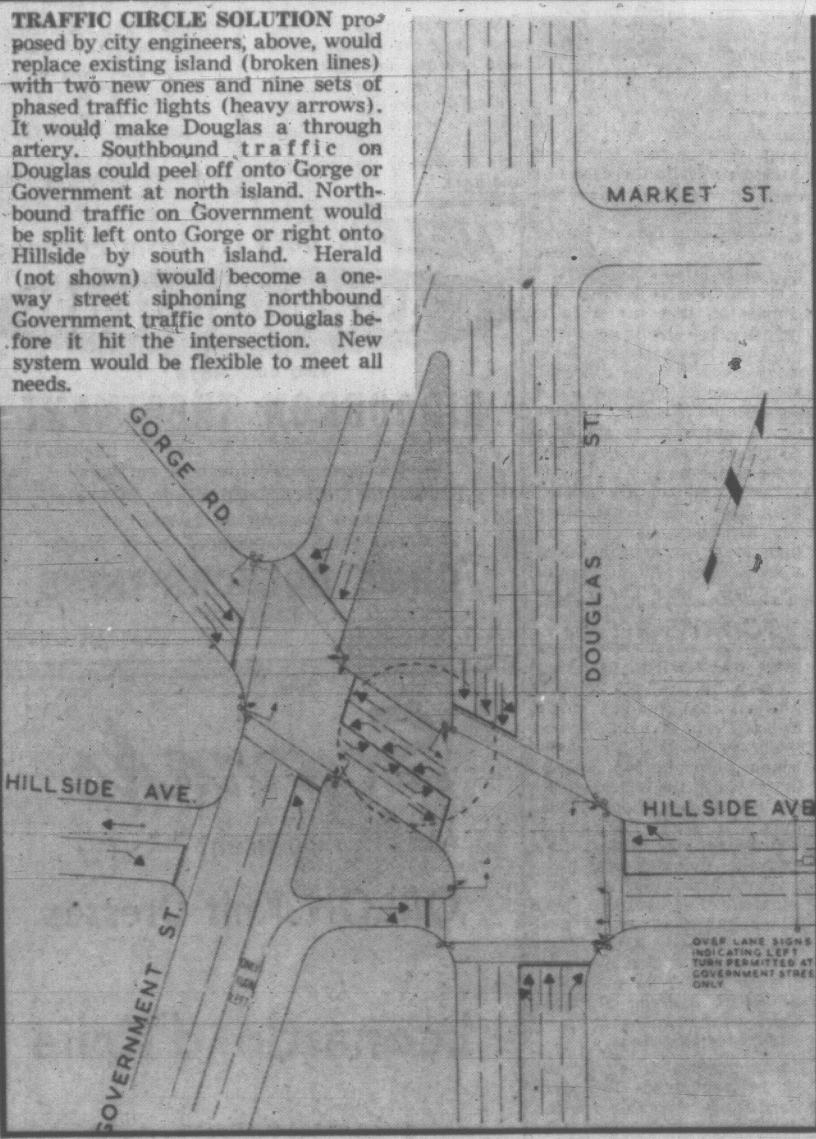 TRAFFIC CIRCLE SOLUTION pro-
posed by city engineers, above, would
replace existing island (broken lines)
with two new ones and nine sets of
phased traffic lights (heavy arrows).
It would make Douglas a through
artery. Southbound traffic on
Douglas could peel off onto Gorge or
Government at north island. North-
bound traffic on Government would
be split left onto Gorge or right onto
Hillside by south island. Herald
(not shown) would become a one-
way street siphoning northbound
Government traffic onto Douglas be-
fore it hit the intersection. New
system would be flexible to meet all
needs.
MARKET ST.
GORGE RD.
DOUGLAS ST.
HILLSIDE AVE.
HILLSIDE AVE
GOVERNMENT ST.
OVER LANE SIGNS
INDICATING LEFT
TURN PERMITTED AT
GOVERNMENT STREE
ONLY